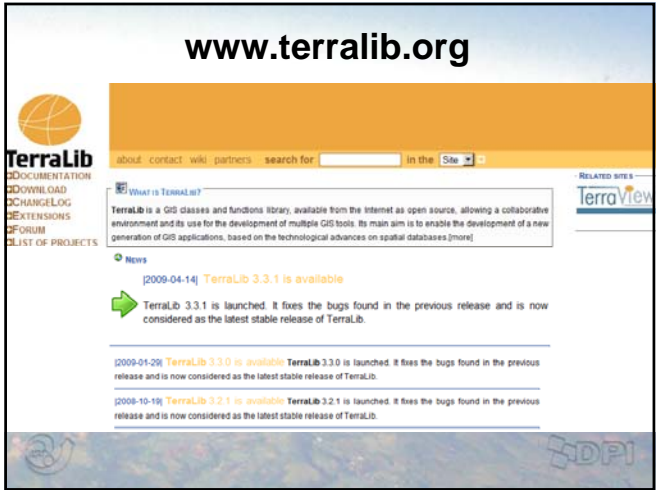 www.terralib.org
TerraLib
about contact wiki partners search for in the Site
DOCUMENTATION
DOWNLOAD
CHANGELOG
EXTENSIONS
FORUM
LIST OF PROJECTS
WHAT IS TERRALIB?
TerraLib is a GIS classes and functions library, available from the Internet as open source, allowing a collaborative
environment and its use for the development of multiple GIS tools. Its main aim is to enable the development of a new
generation of GIS applications, based on the technological advances on spatial databases.[more]
RELATED SITES
TerraView
NEWS
|2009-04-14| TerraLib 3.3.1 is available
TerraLib 3.3.1 is launched. It fixes the bugs found in the previous release and is now
considered as the latest stable release of TerraLib.
|2009-01-29| TerraLib 3.3.0 is available TerraLib 3.3.0 is launched. It fixes the bugs found in the previous
release and is now considered as the latest stable release of TerraLib.
|2008-10-19| TerraLib 3.2.1 is available TerraLib 3.2.1 is launched. It fixes the bugs found in the previous
release and is now considered as the latest stable release of TerraLib.
DPI